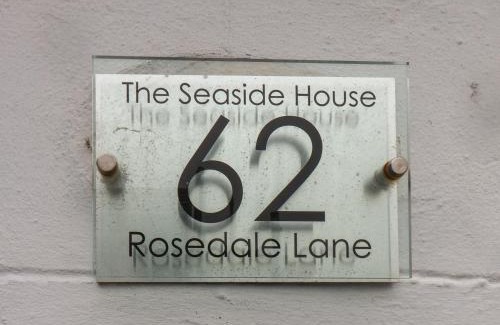 The Seaside House
62
Rosedale Lane